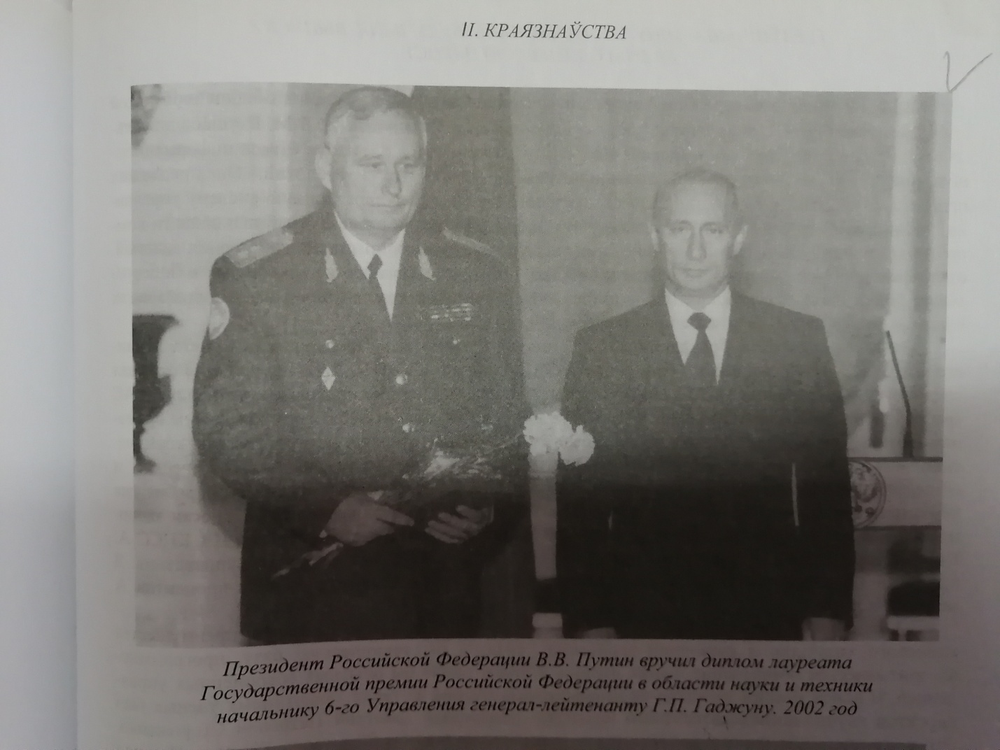 II. КРАЯЗНАЎСТВА
Президент Российской Федерации В.В. Путин вручил диплом лауреата
Государственной премии Российской Федерации в области науки и техники
начальнику 6-го Управления генерал-лейтенанту Г.П. Гаджуну. 2002 год